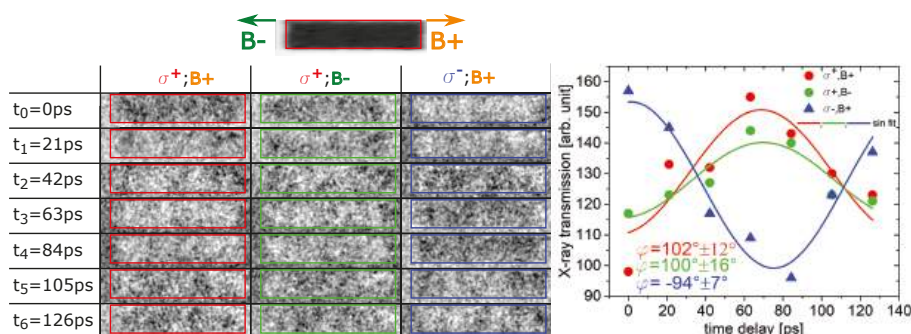 B- B+
σ+;B+ σ+;B- σ-;B+
t0=0ps
t1=21ps
t2=42ps
t3=63ps
t4=84ps
t5=105ps
t6=126ps
X-ray transmission [arb. unit]
160
150
140
130
120
110
100
90
σ+,B+
σ+,B-
σ-,B+
sin fit
φ=102°±12°
φ=100°±16°
φ= -94°±7°
0 20 40 60 80 100 120 140
time delay [ps]